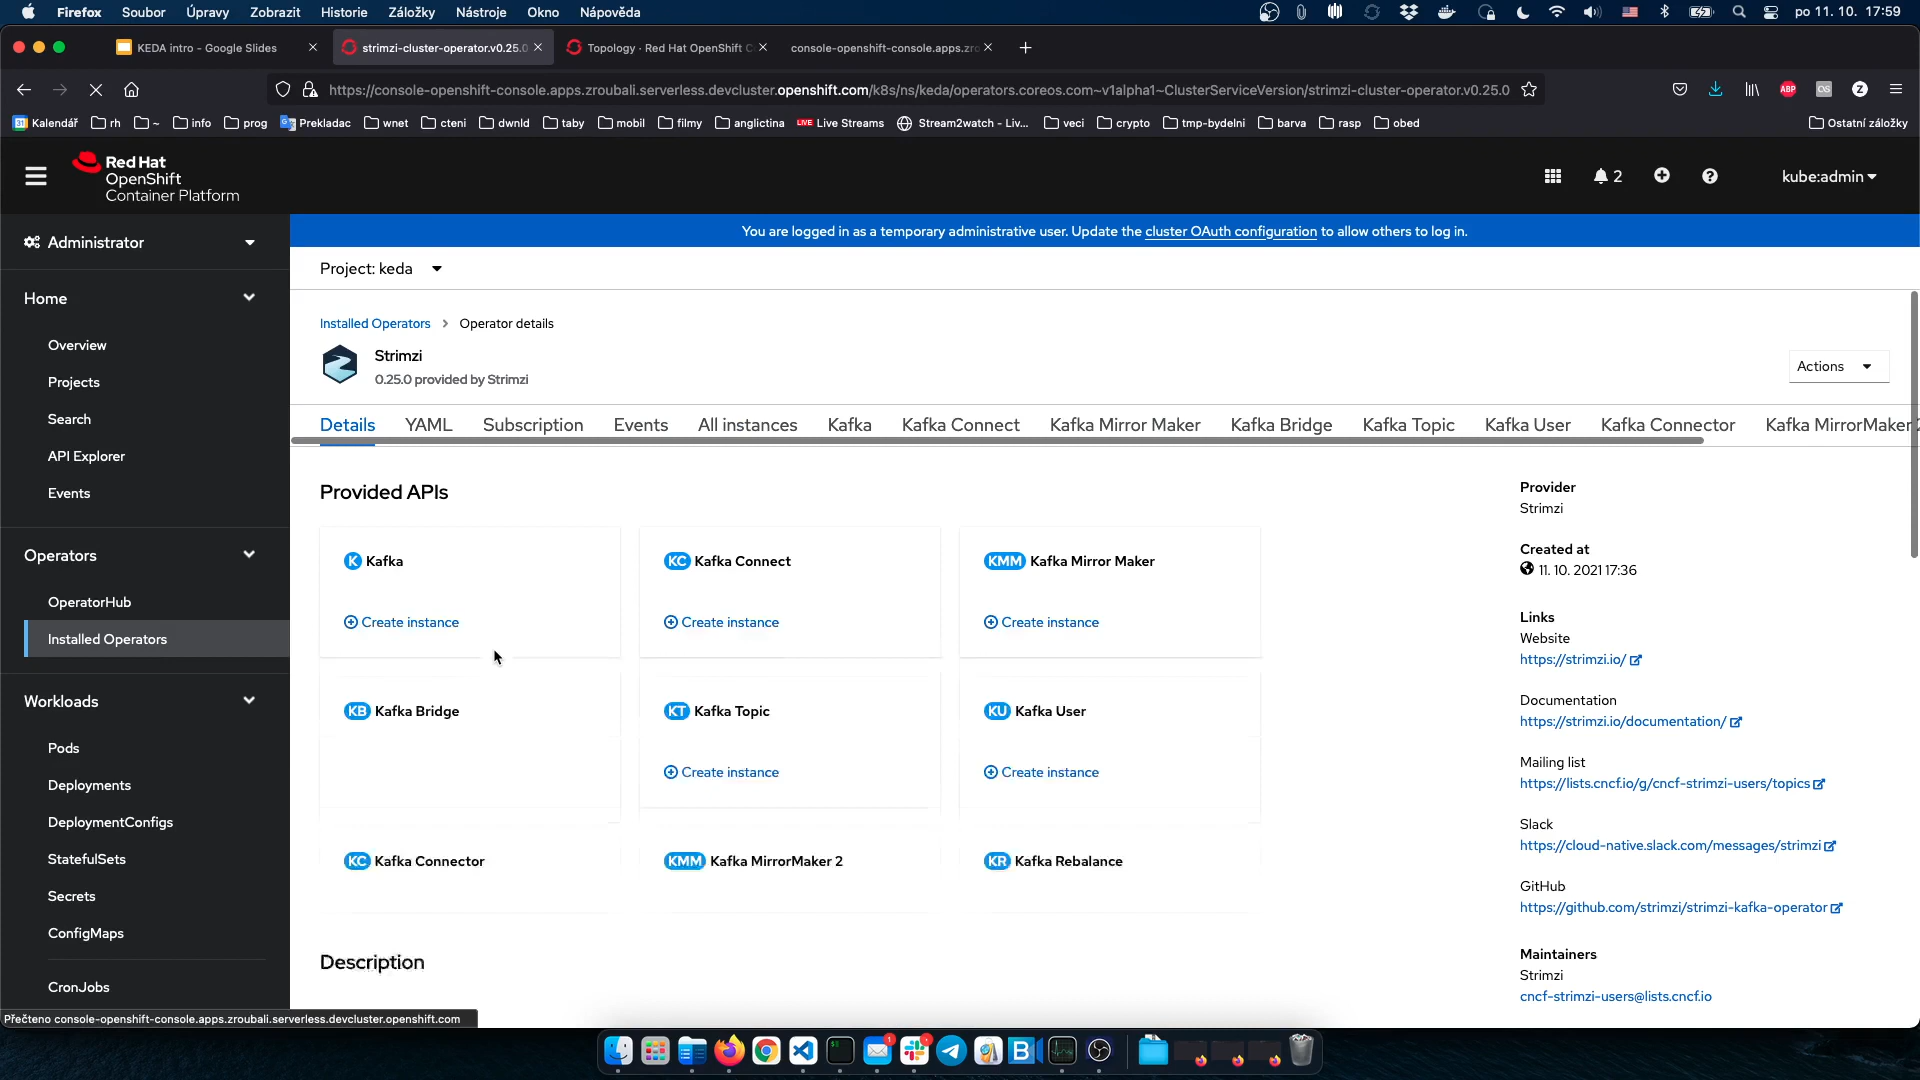 Firefox Soubor Úpravy Zobrazit Historie Záložky Nástroje Okno Nápověda po 11. 10. 17:59
KEDA intro - Google Slides
strimzi-cluster-operator.v0.25.0
Topology · Red Hat OpenShift C
console-openshift-console.apps.zro
https://console-openshift-console.apps.zroubali.serverless.devcluster.openshift.com/k8s/ns/keda/operators.coreos.com~v1alpha1~ClusterServiceVersion/strimzi-cluster-operator.v0.25.0
ABP
Z
31 Kalendář rh ~ info prog Prekladac wnet cteni dwnld taby mobil filmy anglictina LIVE Live Streams Stream2watch - Liv... veci crypto tmp-bydelni barva rasp obed Ostatní záložky
Red Hat
OpenShift
Container Platform
2
kube:admin
Administrator
You are logged in as a temporary administrative user. Update the cluster OAuth configuration to allow others to log in.
Project: keda
Home
Overview
Projects
Search
API Explorer
Events
Operators
OperatorHub
Installed Operators
Workloads
Pods
Deployments
DeploymentConfigs
StatefulSets
Secrets
ConfigMaps
CronJobs
Installed Operators Operator details
Strimzi
0.25.0 provided by Strimzi
Actions
Details YAML Subscription Events All instances Kafka Kafka Connect Kafka Mirror Maker Kafka Bridge Kafka Topic Kafka User Kafka Connector Kafka MirrorMaker 2
Provided APIs
K Kafka
Create instance
KC Kafka Connect
Create instance
KMM Kafka Mirror Maker
Create instance
KB Kafka Bridge
KT Kafka Topic
Create instance
KU Kafka User
Create instance
KC Kafka Connector
KMM Kafka MirrorMaker 2
KR Kafka Rebalance
Description
Provider
Strimzi
Created at
11. 10. 2021 17:36
Links
Website
https://strimzi.io/
Documentation
https://strimzi.io/documentation/
Mailing list
https://lists.cncf.io/g/cncf-strimzi-users/topics
Slack
https://cloud-native.slack.com/messages/strimzi
GitHub
https://github.com/strimzi/strimzi-kafka-operator
Maintainers
Strimzi
cncf-strimzi-users@lists.cncf.io
Přečteno console-openshift-console.apps.zroubali.serverless.devcluster.openshift.com